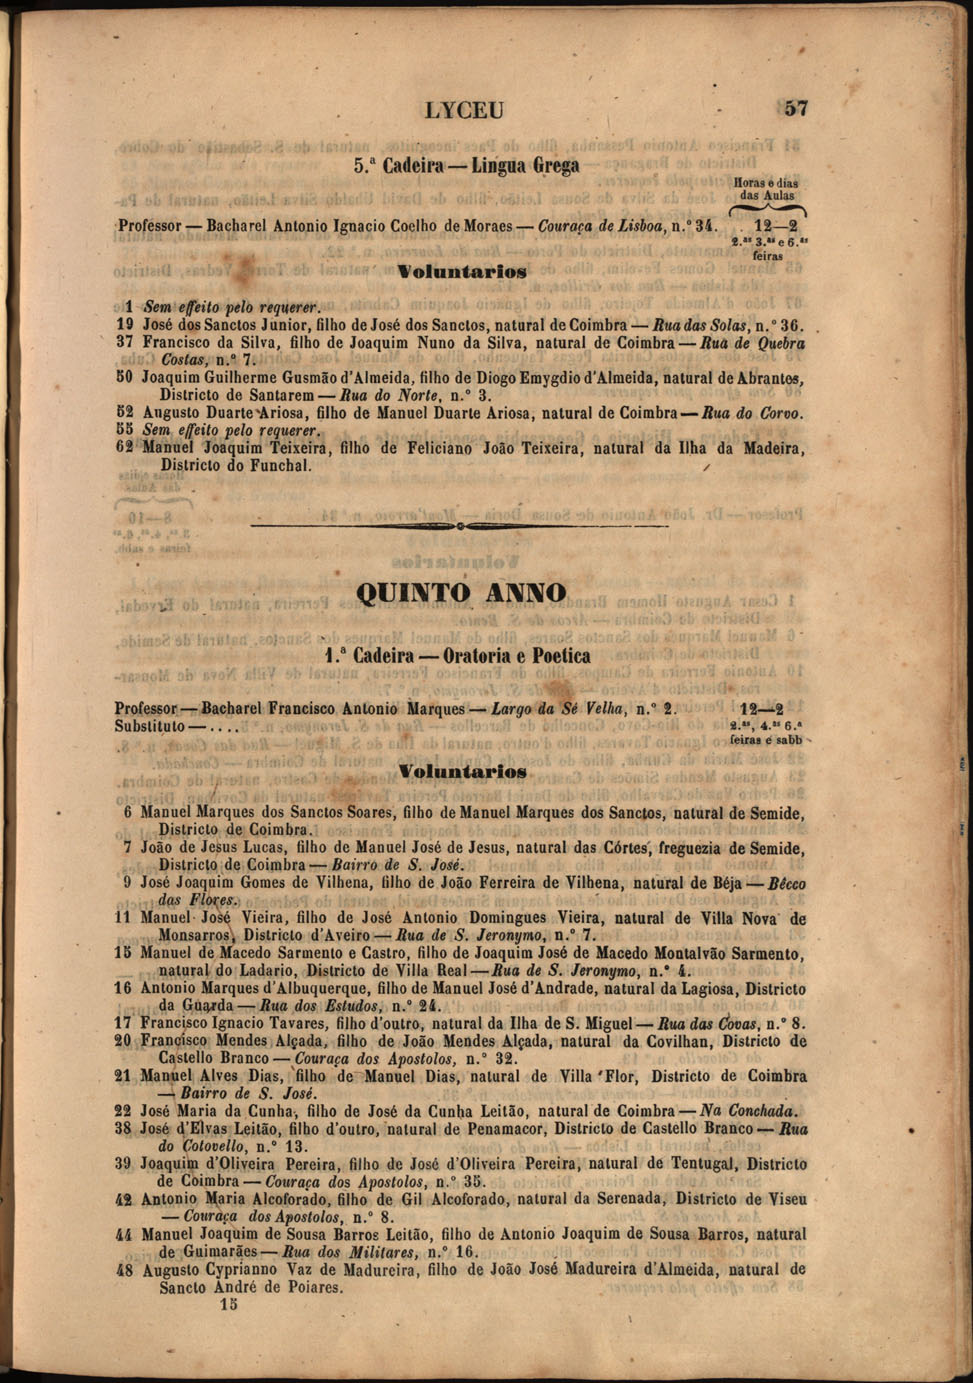 LYCEU 57
5.ª Cadeira — Lingua Grega
Horas e dias
das Aulas
Professor — Bacharel Antonio Ignacio Coelho de Moraes — Couraça de Lisboa, n.º 34. 12—2
2.as 3.as e 6.as
feiras
Voluntarios
1 Sem effeito pelo requerer.
19 José dos Sanctos Junior, filho de José dos Sanctos, natural de Coimbra — Rua das Solas, n.º 36.
37 Francisco da Silva, filho de Joaquim Nuno da Silva, natural de Coimbra — Rua de Quebra
Costas, n.º 7.
50 Joaquim Guilherme Gusmão d'Almeida, filho de Diogo Emygdio d'Almeida, natural de Abrantes,
Districto de Santarem — Rua do Norte, n.º 3.
52 Augusto Duarte Ariosa, filho de Manuel Duarte Ariosa, natural de Coimbra — Rua do Corvo.
55 Sem effeito pelo requerer.
62 Manuel Joaquim Teixeira, filho de Feliciano João Teixeira, natural da Ilha da Madeira,
Districto do Funchal.
QUINTO ANNO
1.ª Cadeira — Oratoria e Poetica
Professor — Bacharel Francisco Antonio Marques — Largo da Sé Velha, n.º 2. 12—2
Substituto — .... 2.as, 4.as 6.a
feiras e sabb
Voluntarios
6 Manuel Marques dos Sanctos Soares, filho de Manuel Marques dos Sanctos, natural de Semide,
Districto de Coimbra.
7 João de Jesus Lucas, filho de Manuel José de Jesus, natural das Córtes, freguezia de Semide,
Districto de Coimbra — Bairro de S. José.
9 José Joaquim Gomes de Vilhena, filho de João Ferreira de Vilhena, natural de Béja — Bêcco
das Flores.
11 Manuel José Vieira, filho de José Antonio Domingues Vieira, natural de Villa Nova de
Monsarros, Districto d'Aveiro — Rua de S. Jeronymo, n.º 7.
15 Manuel de Macedo Sarmento e Castro, filho de Joaquim José de Macedo Montalvão Sarmento,
natural do Ladario, Districto de Villa Real — Rua de S. Jeronymo, n.º 4.
16 Antonio Marques d'Albuquerque, filho de Manuel José d'Andrade, natural da Lagiosa, Districto
da Guarda — Rua dos Estudos, n.º 24.
17 Francisco Ignacio Tavares, filho d'outro, natural da Ilha de S. Miguel — Rua das Covas, n.º 8.
20 Francisco Mendes Alçada, filho de João Mendes Alçada, natural da Covilhan, Districto de
Castello Branco — Couraça dos Apostolos, n.º 32.
21 Manuel Alves Dias, filho de Manuel Dias, natural de Villa Flor, Districto de Coimbra
— Bairro de S. José.
22 José Maria da Cunha, filho de José da Cunha Leitão, natural de Coimbra — Na Conchada.
38 José d'Elvas Leitão, filho d'outro, natural de Penamacor, Districto de Castello Branco — Rua
do Cotovello, n.º 13.
39 Joaquim d'Oliveira Pereira, filho de José d'Oliveira Pereira, natural de Tentugal, Districto
de Coimbra — Couraça dos Apostolos, n.º 35.
42 Antonio Maria Alcoforado, filho de Gil Alcoforado, natural da Serenada, Districto de Viseu
— Couraça dos Apostolos, n.º 8.
44 Manuel Joaquim de Sousa Barros Leitão, filho de Antonio Joaquim de Sousa Barros, natural
de Guimarães — Rua dos Militares, n.º 16.
48 Augusto Cyprianno Vaz de Madureira, filho de João José Madureira d'Almeida, natural de
Sancto André de Poiares.
15